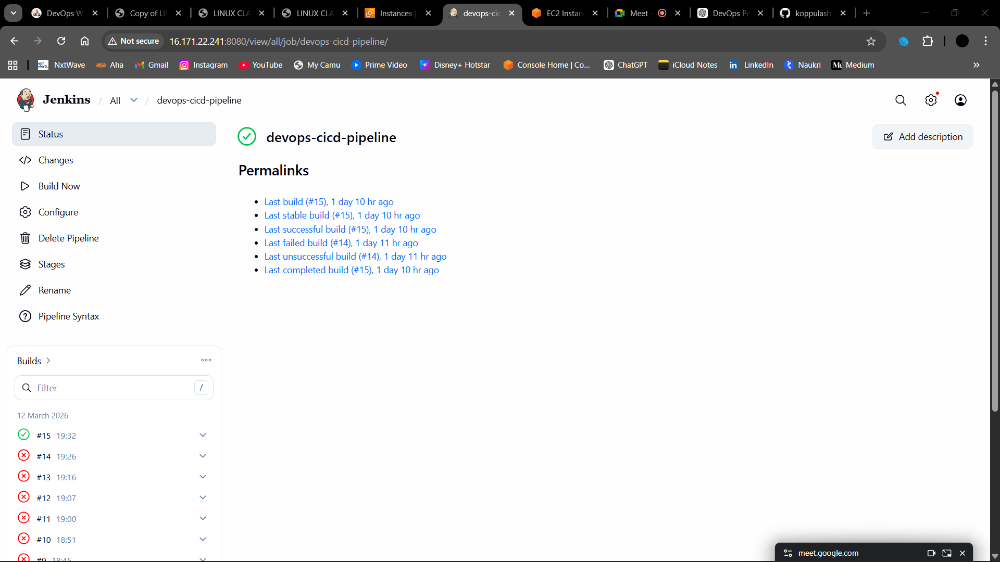 DevOps W
Copy of LI
LINUX CLA
LINUX CLA
Instances |
devops-cic
EC2 Instan
Meet -
DevOps Pr
koppulash
Not secure
16.171.22.241:8080/view/all/job/devops-cicd-pipeline/
NxtWave
Aha
Gmail
Instagram
YouTube
My Camu
Prime Video
Disney+ Hotstar
Console Home | Co...
ChatGPT
iCloud Notes
LinkedIn
Naukri
Medium
Jenkins / All / devops-cicd-pipeline
Status
Changes
Build Now
Configure
Delete Pipeline
Stages
Rename
Pipeline Syntax
devops-cicd-pipeline
Add description
Permalinks
Last build (#15), 1 day 10 hr ago
Last stable build (#15), 1 day 10 hr ago
Last successful build (#15), 1 day 10 hr ago
Last failed build (#14), 1 day 11 hr ago
Last unsuccessful build (#14), 1 day 11 hr ago
Last completed build (#15), 1 day 10 hr ago
Builds
Filter
/
12 March 2026
#15 19:32
#14 19:26
#13 19:16
#12 19:07
#11 19:00
#10 18:51
#9 18:45
meet.google.com